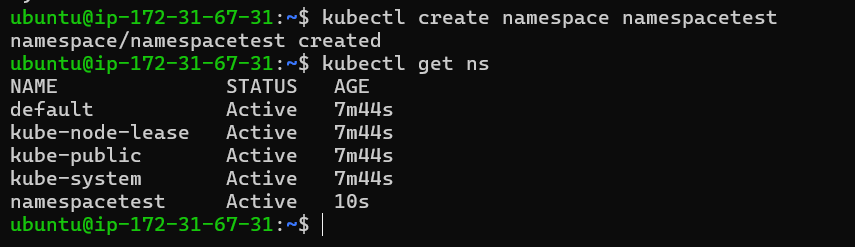 ubuntu@ip-172-31-67-31:~$ kubectl create namespace namespacetest
namespace/namespacetest created
ubuntu@ip-172-31-67-31:~$ kubectl get ns
NAME              STATUS   AGE
default           Active   7m44s
kube-node-lease   Active   7m44s
kube-public       Active   7m44s
kube-system       Active   7m44s
namespacetest     Active   10s
ubuntu@ip-172-31-67-31:~$